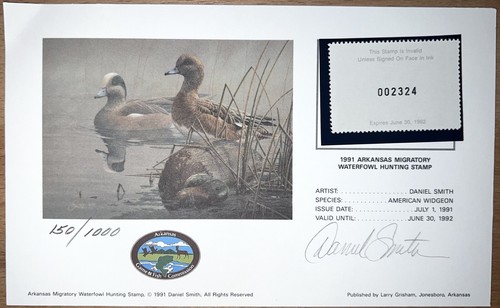 This Stamp is Invalid
Unless Signed On Face in Ink
002324
Expires June 30, 1992
1991 ARKANSAS MIGRATORY
WATERFOWL HUNTING STAMP
ARTIST: . . . . . . . . . . . . . . . . . . . DANIEL SMITH
SPECIES: . . . . . . . . . . . . . AMERICAN WIDGEON
ISSUE DATE: . . . . . . . . . . . . . . . . JULY 1, 1991
VALID UNTIL: . . . . . . . . . . . . . . JUNE 30, 1992
150/1000
Arkansas
Game & Fish Commission
Daniel Smith
Arkansas Migratory Waterfowl Hunting Stamp, © 1991 Daniel Smith, All Rights Reserved
Published by Larry Grisham, Jonesboro, Arkansas